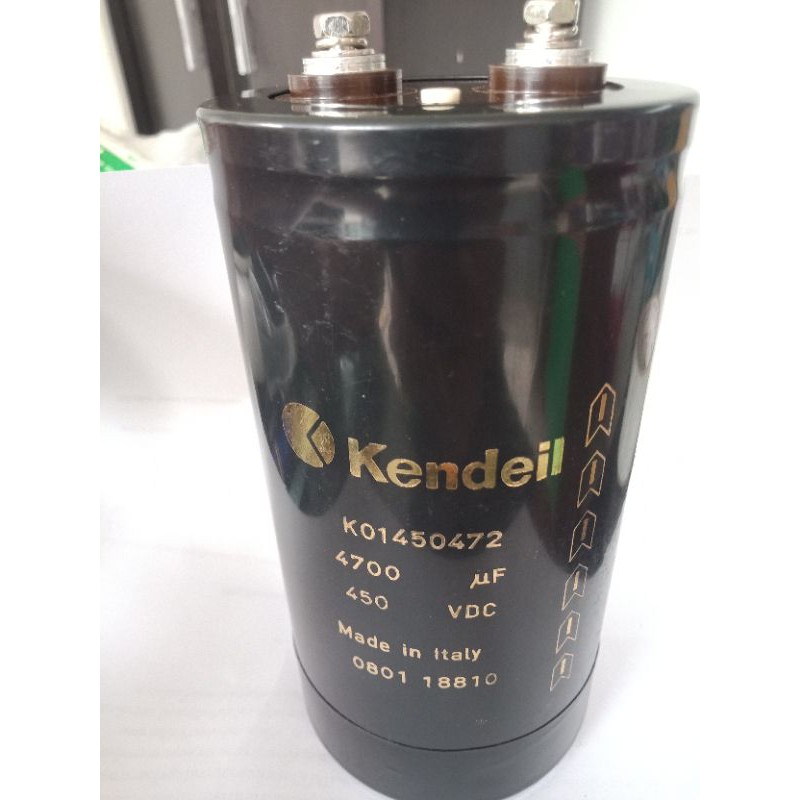 Kendeil
K01450472
4700 µF
450 VDC
Made in Italy
0801 18810